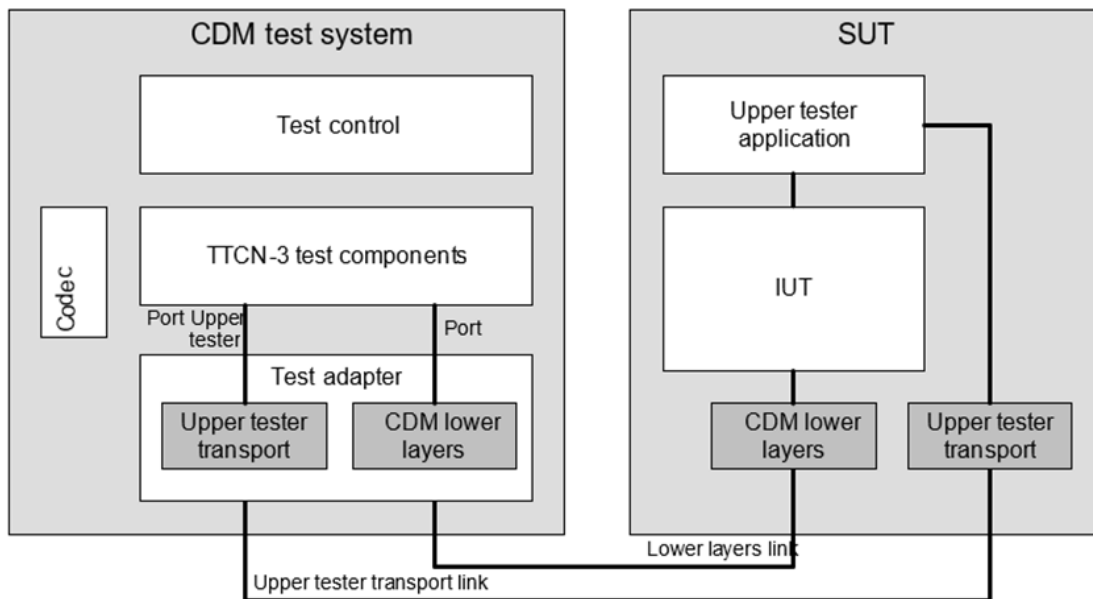 CDM test system
SUT
Test control
Upper tester
application
Codec
TTCN-3 test components
IUT
Port Upper
tester
Port
Test adapter
Upper tester
transport
CDM lower
layers
CDM lower
layers
Upper tester
transport
Lower layers link
Upper tester transport link